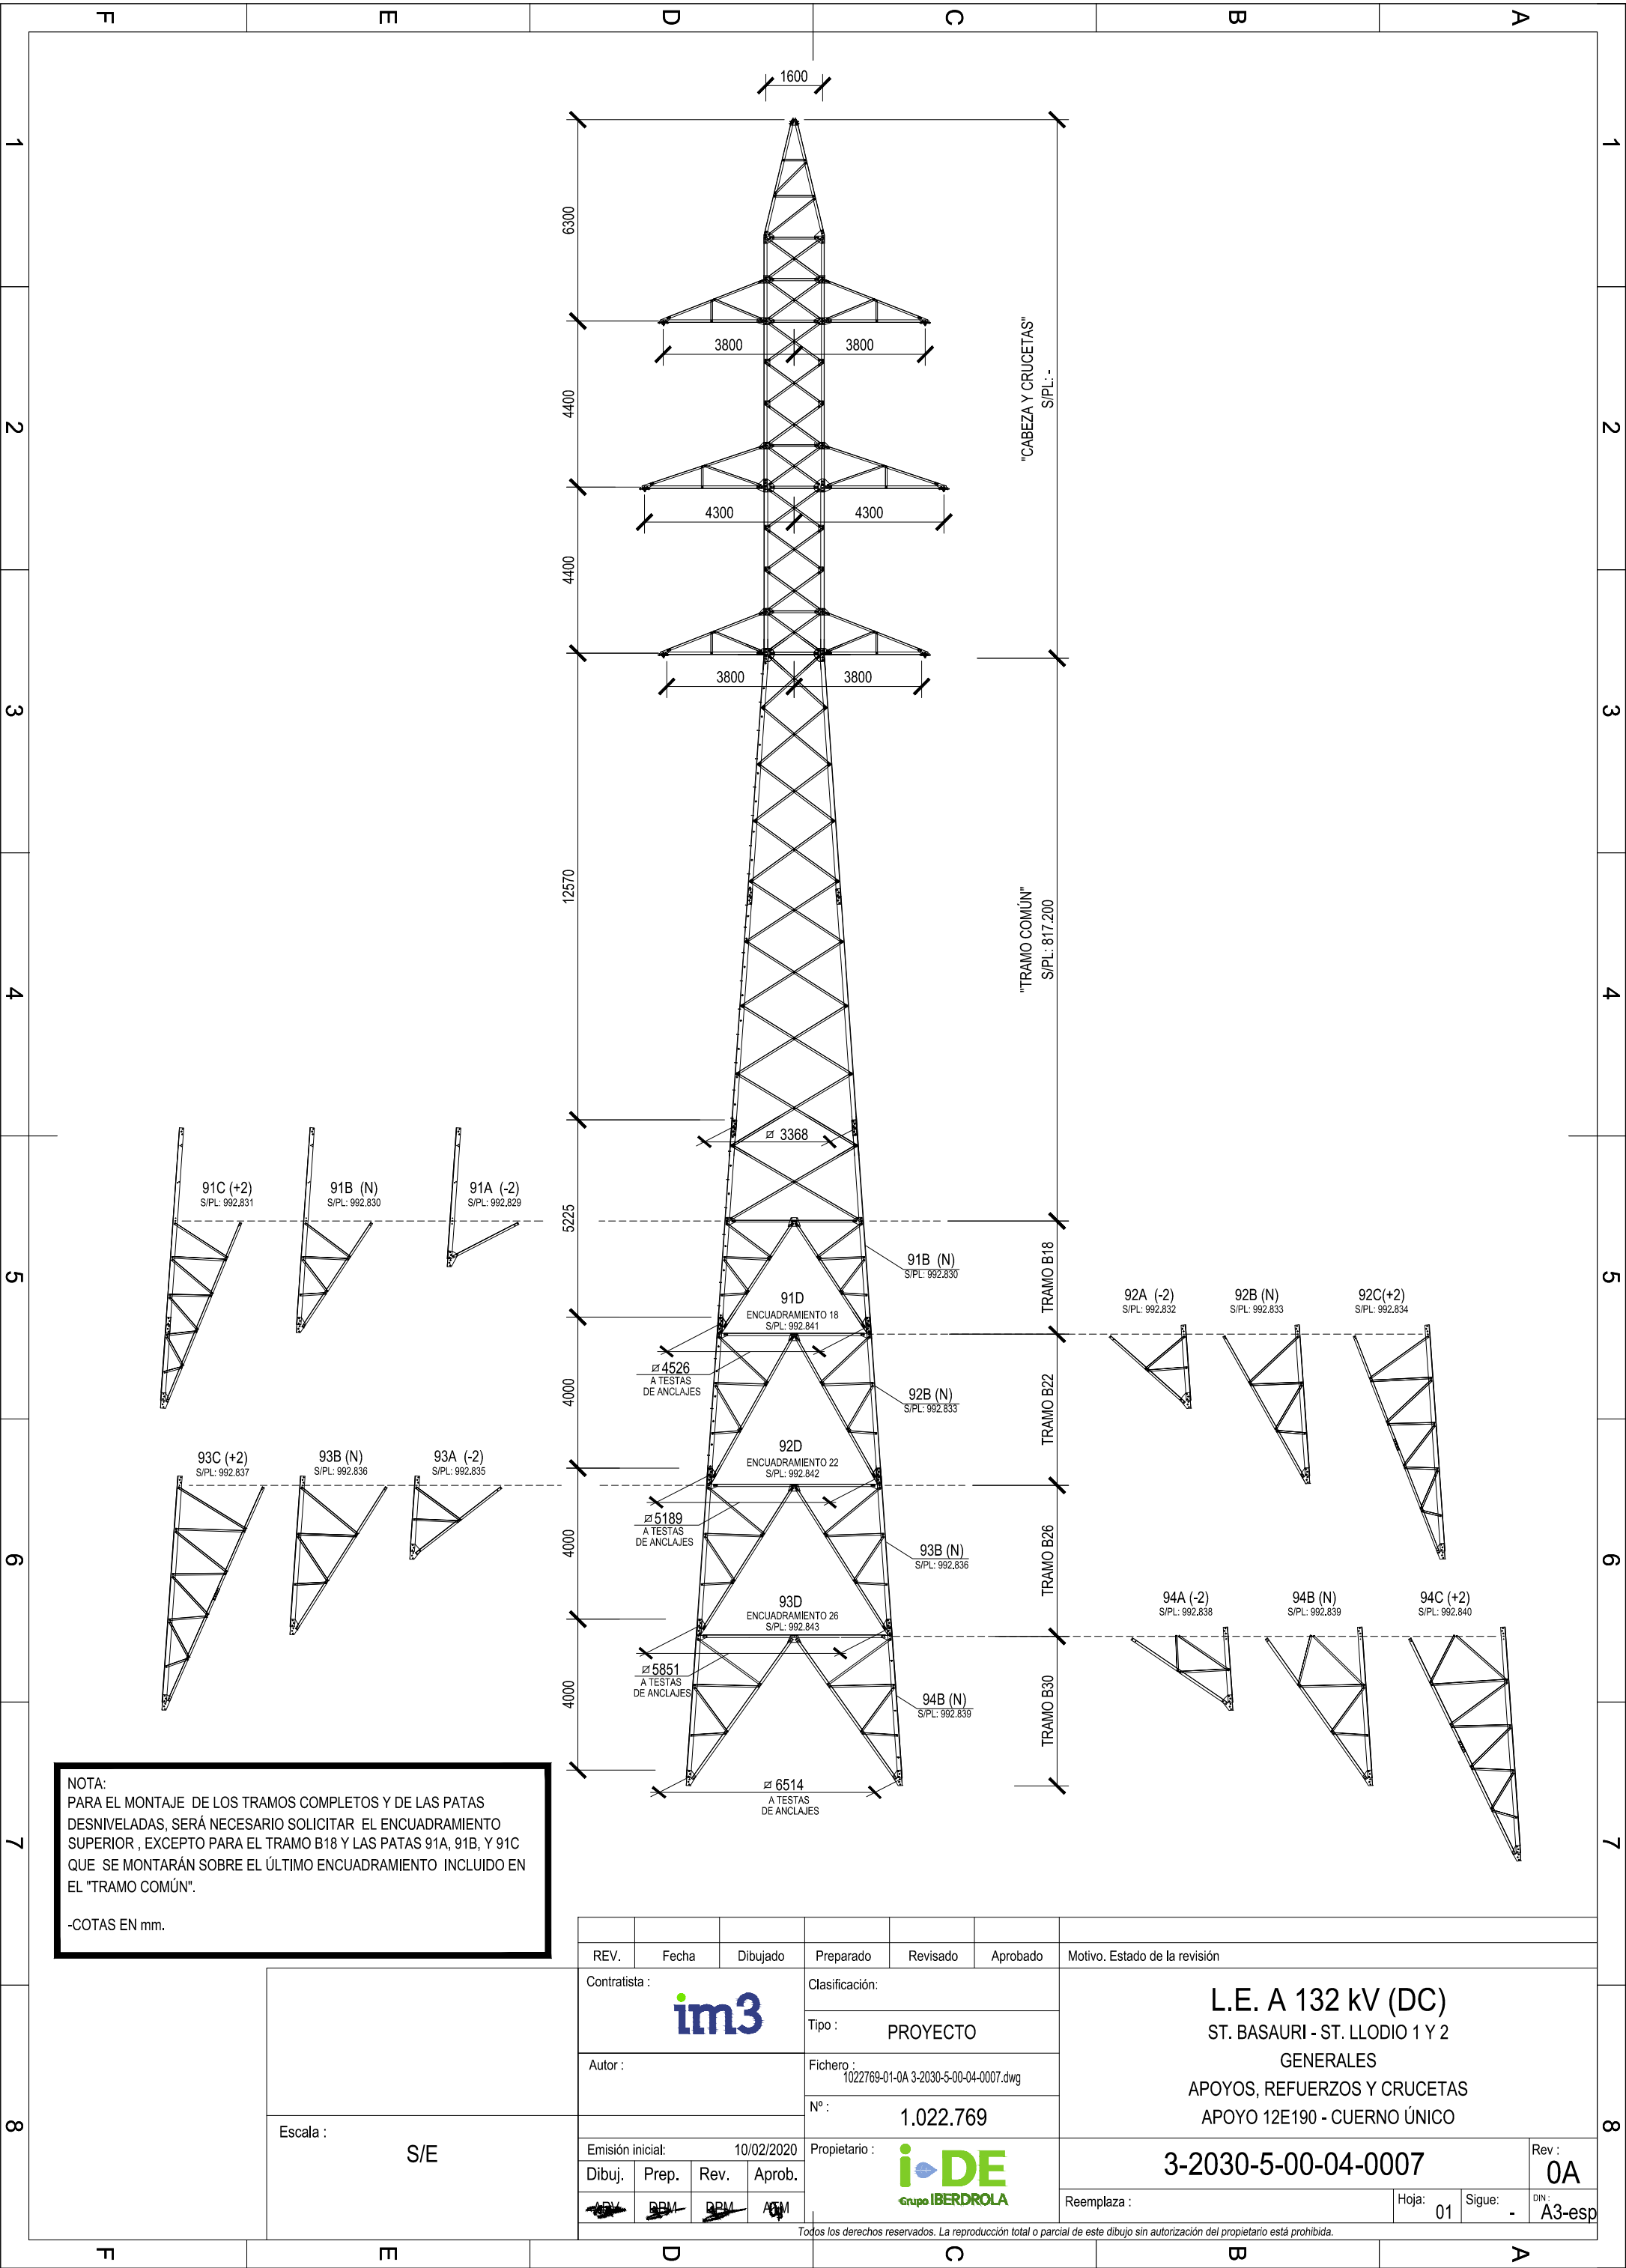 F E D C B A
1600
1
1
6300
3800 3800
"CABEZA Y CRUCETAS"
S/PL: -
4400
2
2
4300 4300
4400
3800 3800
3
3
12570
"TRAMO COMÚN"
S/PL: 817.200
4
4
⌀ 3368
91C (+2)
S/PL: 992.831
91B (N)
S/PL: 992.830
91A (-2)
S/PL: 992.829
5225
91B (N)
S/PL: 992.830
TRAMO B18
5
5
91D
ENCUADRAMIENTO 18
S/PL: 992.841
92A (-2)
S/PL: 992.832
92B (N)
S/PL: 992.833
92C(+2)
S/PL: 992.834
⌀ 4526
A TESTAS
DE ANCLAJES
4000
92B (N)
S/PL: 992.833
TRAMO B22
92D
ENCUADRAMIENTO 22
S/PL: 992.842
93C (+2)
S/PL: 992.837
93B (N)
S/PL: 992.836
93A (-2)
S/PL: 992.835
⌀ 5189
A TESTAS
DE ANCLAJES
4000
93B (N)
S/PL: 992.836
TRAMO B26
6
6
93D
ENCUADRAMIENTO 26
S/PL: 992.843
94A (-2)
S/PL: 992.838
94B (N)
S/PL: 992.839
94C (+2)
S/PL: 992.840
⌀ 5851
A TESTAS
DE ANCLAJES
4000
94B (N)
S/PL: 992.839
TRAMO B30
⌀ 6514
A TESTAS
DE ANCLAJES
7
7
NOTA:
PARA EL MONTAJE DE LOS TRAMOS COMPLETOS Y DE LAS PATAS
DESNIVELADAS, SERÁ NECESARIO SOLICITAR EL ENCUADRAMIENTO
SUPERIOR , EXCEPTO PARA EL TRAMO B18 Y LAS PATAS 91A, 91B, Y 91C
QUE SE MONTARÁN SOBRE EL ÚLTIMO ENCUADRAMIENTO INCLUIDO EN
EL "TRAMO COMÚN".
-COTAS EN mm.
REV. Fecha Dibujado Preparado Revisado Aprobado Motivo. Estado de la revisión
Contratista :
im3
Autor :
Clasificación:
Tipo : PROYECTO
Fichero :
1022769-01-0A 3-2030-5-00-04-0007.dwg
Nº : 1.022.769
L.E. A 132 kV (DC)
ST. BASAURI - ST. LLODIO 1 Y 2
GENERALES
APOYOS, REFUERZOS Y CRUCETAS
APOYO 12E190 - CUERNO ÚNICO
8
8
Escala :
S/E
Emisión inicial: 10/02/2020
Dibuj. Prep. Rev. Aprob.
DBM
Propietario :
i-DE
Grupo IBERDROLA
3-2030-5-00-04-0007
Rev :
0A
Reemplaza :
Hoja: 01
Sigue: -
DIN :
A3-esp
Todos los derechos reservados. La reproducción total o parcial de este dibujo sin autorización del propietario está prohibida.
F E D C B A